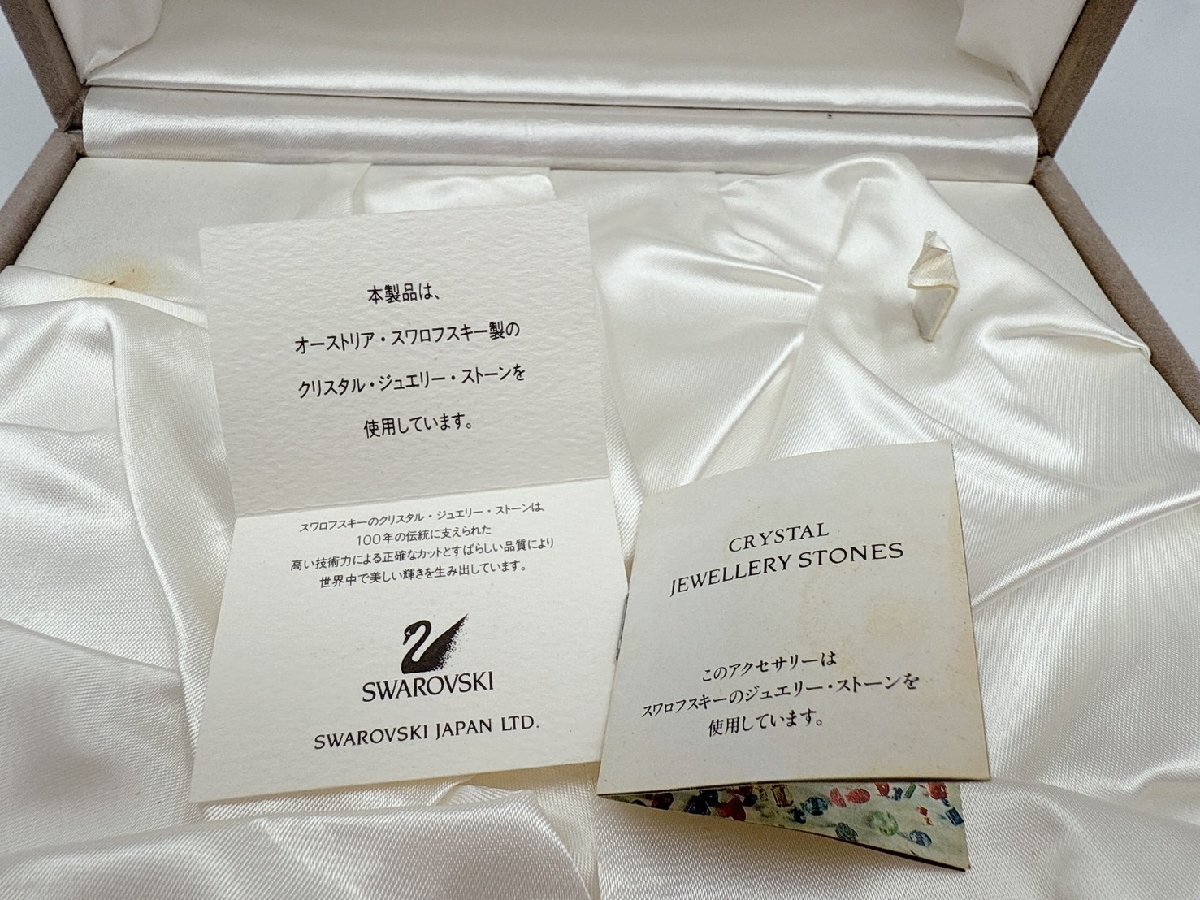 本製品は、
オーストリア・スワロフスキー製の
クリスタル・ジュエリー・ストーンを
使用しています。
スワロフスキーのクリスタル・ジュエリー・ストーンは、
100年の伝統に支えられた
高い技術力による正確なカットとすばらしい品質により
世界中で美しい輝きを生み出しています。
SWAROVSKI
SWAROVSKI JAPAN LTD.
CRYSTAL
JEWELLERY STONES
このアクセサリーは
スワロフスキーのジュエリー・ストーンを
使用しています。